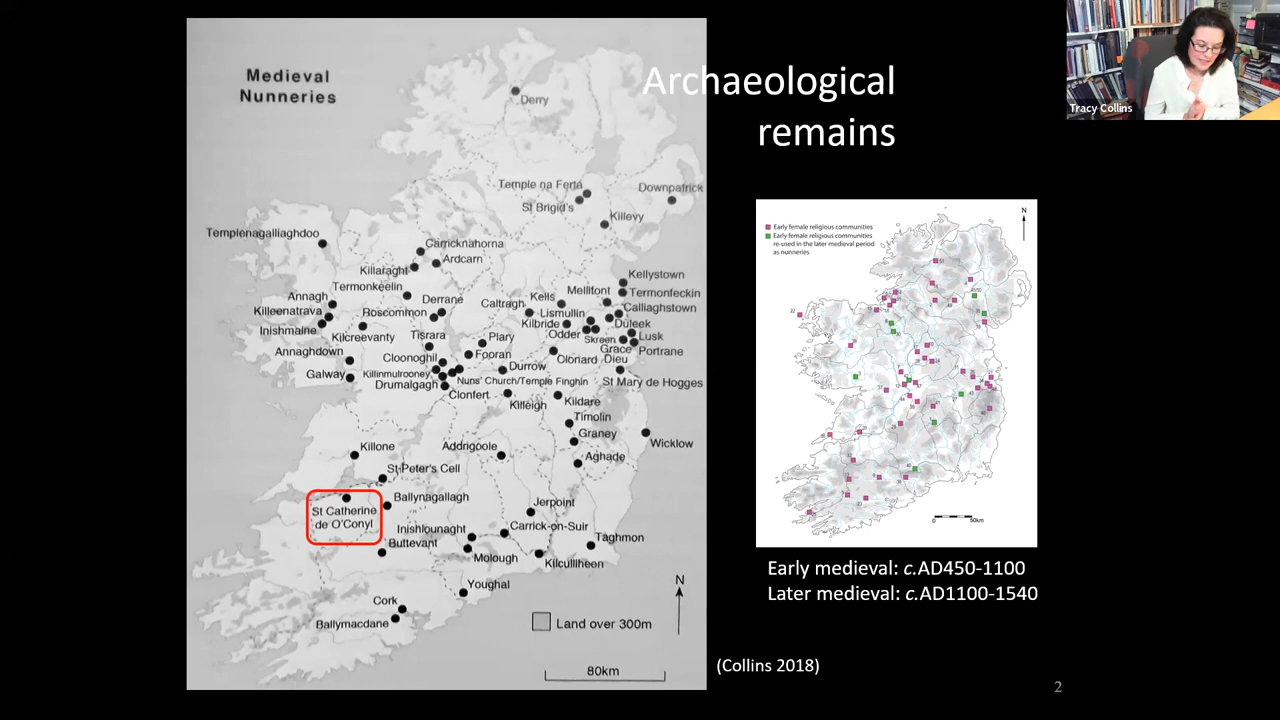 Archaeological
remains
Tracy Collins
Medieval
Nunneries
Derry
Temple na Ferta
Downpatrick
St Brigid's
Killevy
Templenagalliaghdoo
Carricknahorna
Ardcarn
Killaraght
Kellystown
Termonkeelin
Mellifont
Termonfeckin
Annagh
Derrane
Caltragh
Kells
Calliaghstown
Killeenatrava
Roscommon
Lismullin
Kilbride
Duleek
Inishmaine
Kilcreevanty
Tisrara
Plary
Odder
Skreen
Lusk
Annaghdown
Cloonoghil
Fooran
Clonard
Grace
Dieu
Portrane
Galway
Killinmulrooney
Durrow
Drumalgagh
Nuns' Church/Temple Finghin
St Mary de Hogges
Clonfert
Killeigh
Kildare
Timolin
Graney
Wicklow
Killone
Addrigoole
Aghade
St Peter's Cell
Ballynagallagh
Jerpoint
St Catherine
de O'Conyl
Inishlounaght
Carrick-on-Suir
Taghmon
Buttevant
Molough
Kilculliheen
Youghal
Cork
Ballymacdane
N
Land over 300m
80km
Early female religious communities
Early female religious communities
re-used in the later medieval period
as nunneries
N
0 50km
Early medieval: c.AD450-1100
Later medieval: c.AD1100-1540
(Collins 2018)
2